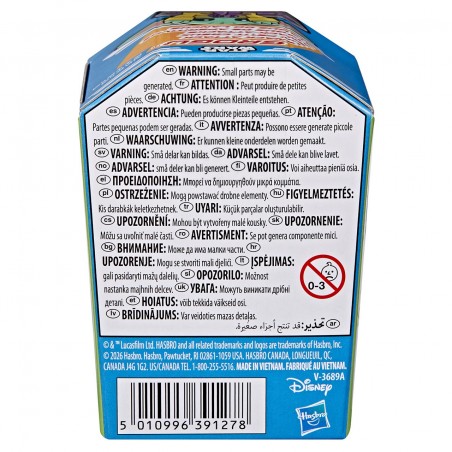 en WARNING: Small parts may be
generated. fr ATTENTION : Peut produire de petites
pièces. de ACHTUNG: Es können Kleinteile entstehen.
es ADVERTENCIA: Pueden producirse piezas pequeñas. pt ATENÇÃO:
Partes pequenas podem ser geradas. it AVVERTENZA: Possono essere generate piccole
parti. nl WAARSCHUWING: Er kunnen kleine onderdelen worden gemaakt.
sv VARNING: Små delar kan bildas. da ADVARSEL: Små dele kan blive lavet.
no ADVARSEL: Små deler kan bli generert. fi VAROITUS: Voi aiheuttaa pieniä osia.
el ΠΡΟΕΙΔΟΠΟΙΗΣΗ: Μπορεί να δημιουργηθούν μικρά κομμάτια.
pl OSTRZEŻENIE: Mogą powstawać drobne elementy. hu FIGYELMEZTETÉS:
Kis darabkák keletkezhetnek. tr UYARI: Küçük parçalar oluşturulabilir.
cs UPOZORNĚNÍ: Mohou být vytvořeny malé kousky. sk UPOZORNENIE:
Môžu sa uvoľniť malé časti. ro AVERTISMENT: Se pot genera componente mici.
bg ВНИМАНИЕ: Може да има малки части. hr
UPOZORENJE: Mogu se stvoriti mali djelići. lt ĮSPĖJIMAS:
gali pasidaryti mažų dalelių. sl OPOZORILO: Možnost
nastanka majhnih delcev. uk УВАГА: Можуть виникати дрібні
деталі. et HOIATUS: võib tekkida väikseid osi.
lv BRĪDINĀJUMS: Var veidoties mazas detaļas.
ar تحذير: قد تنتج أجزاء صغيرة.
0-3
© & ™ Lucasfilm Ltd. HASBRO and all related trademarks and logos are trademarks of Hasbro, Inc.
© 2026 Hasbro, Pawtucket, RI 02861-1059 USA. HASBRO CANADA, LONGUEUIL, QC,
CANADA J4G 1G2. US/CANADA TEL. 1-800-255-5516. MADE IN VIETNAM. FABRIQUÉ AU VIETNAM.
V-3689A
Disney
Hasbro
5 010996 391278